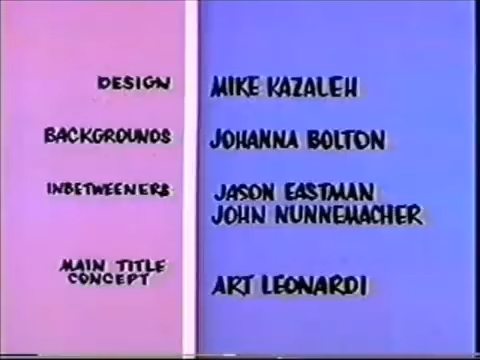 DESIGN MIKE KAZALEH
BACKGROUNDS JOHANNA BOLTON
INBETWEENERS JASON EASTMAN
JOHN NUNNEMACHER
MAIN TITLE
CONCEPT ART LEONARDI